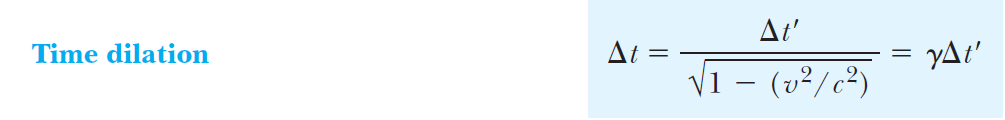 Time dilation
Δt = Δt′ / √(1 − (v²/c²)) = γΔt′